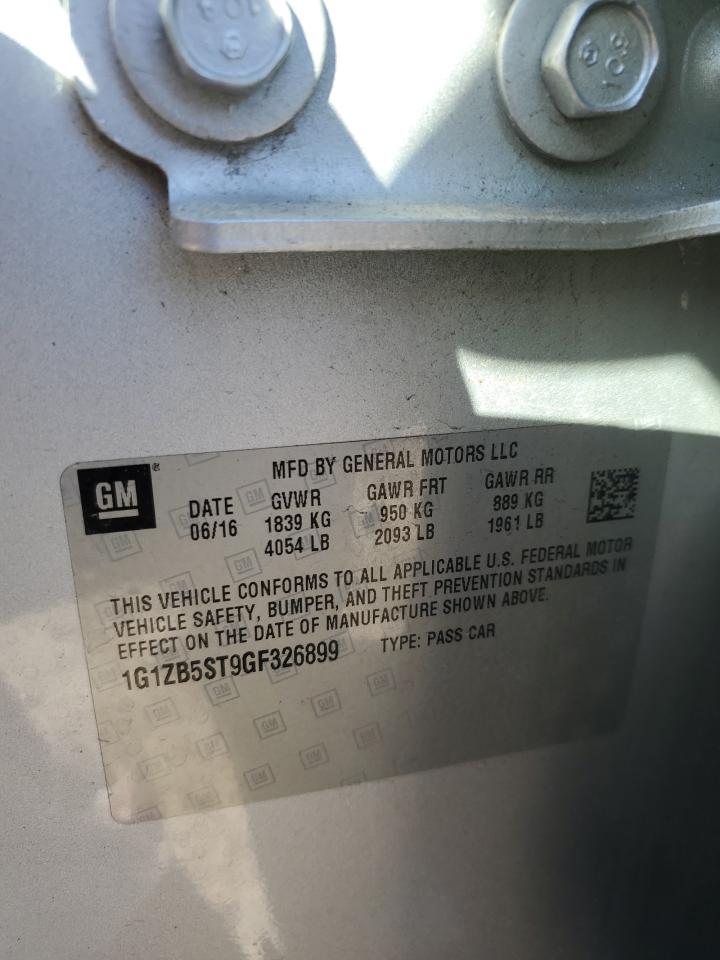 10.9
GM®
MFD BY GENERAL MOTORS LLC
DATE GVWR GAWR FRT GAWR RR
06/16 1839 KG 950 KG 889 KG
4054 LB 2093 LB 1961 LB
THIS VEHICLE CONFORMS TO ALL APPLICABLE U.S. FEDERAL MOTOR
VEHICLE SAFETY, BUMPER, AND THEFT PREVENTION STANDARDS IN
EFFECT ON THE DATE OF MANUFACTURE SHOWN ABOVE.
1G1ZB5ST9GF326899 TYPE: PASS CAR